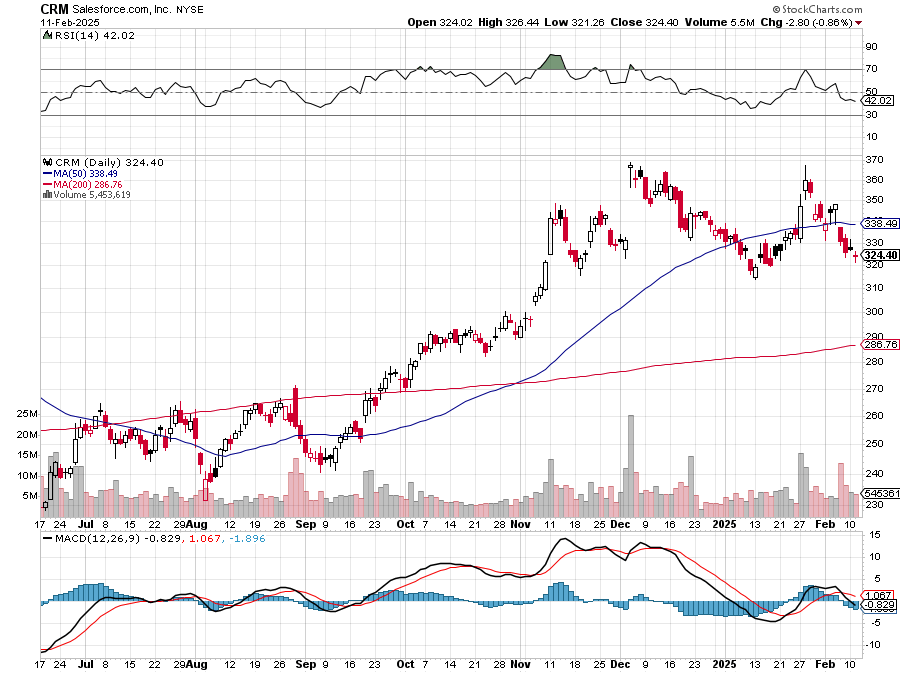 CRM Salesforce.com, Inc. NYSE
© StockCharts.com
11-Feb-2025
Open 324.02 High 326.44 Low 321.26 Close 324.40 Volume 5.5M Chg -2.80 (-0.86%)
RSI(14) 42.02
90
70
50
42.02
30
10
CRM (Daily) 324.40
MA(50) 338.49
MA(200) 286.76
Volume 5,453,619
370
360
350
338.49
330
324.40
320
310
300
290
286.76
280
270
260
250
240
230
25M
20M
15M
10M
5M
545361
17 24 Jul 8 15 22 29 Aug 12 19 26 Sep 9 16 23 Oct 7 14 21 28 Nov 11 18 25 Dec 9 16 23 2025 13 21 27 Feb 10
MACD(12,26,9) -0.829, 1.067, -1.896
15
10
5
1.067
-0.829
-5
-10
17 24 Jul 8 15 22 29 Aug 12 19 26 Sep 9 16 23 Oct 7 14 21 28 Nov 11 18 25 Dec 9 16 23 2025 13 21 27 Feb 10